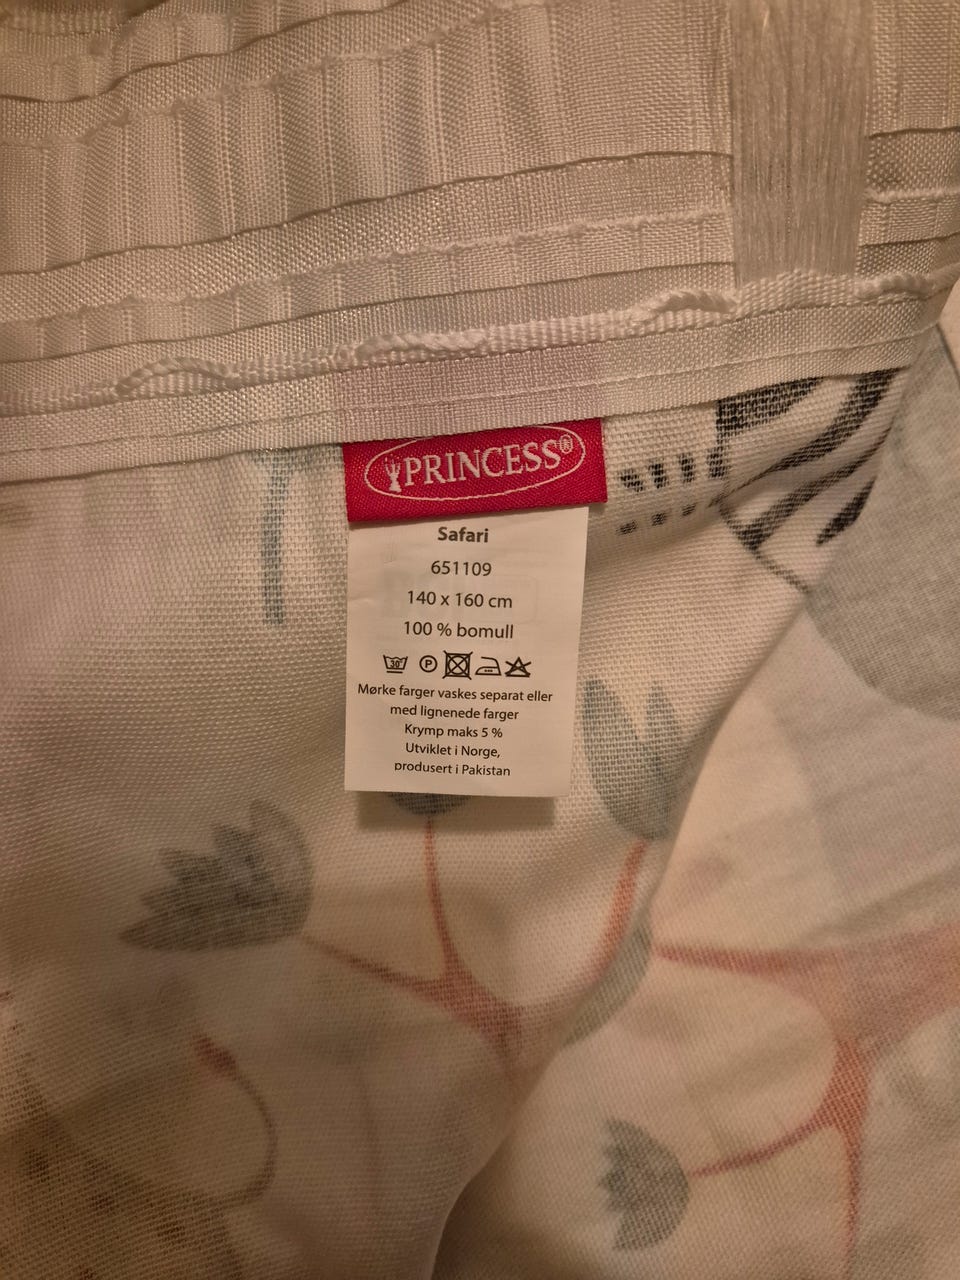 PRINCESS®
Safari
651109
140 x 160 cm
100 % bomull
30° P
Mørke farger vaskes separat eller
med lignenede farger
Krymp maks 5 %
Utviklet i Norge,
produsert i Pakistan